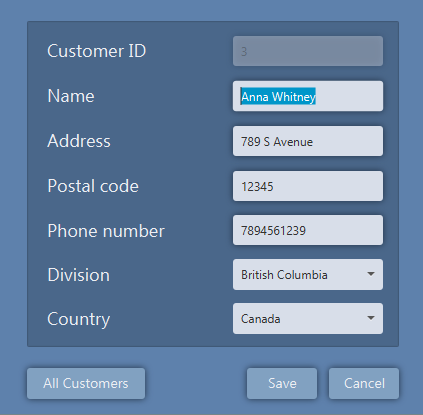 Customer ID 3
Name Anna Whitney
Address 789 S Avenue
Postal code 12345
Phone number 7894561239
Division British Columbia
Country Canada
All Customers Save Cancel